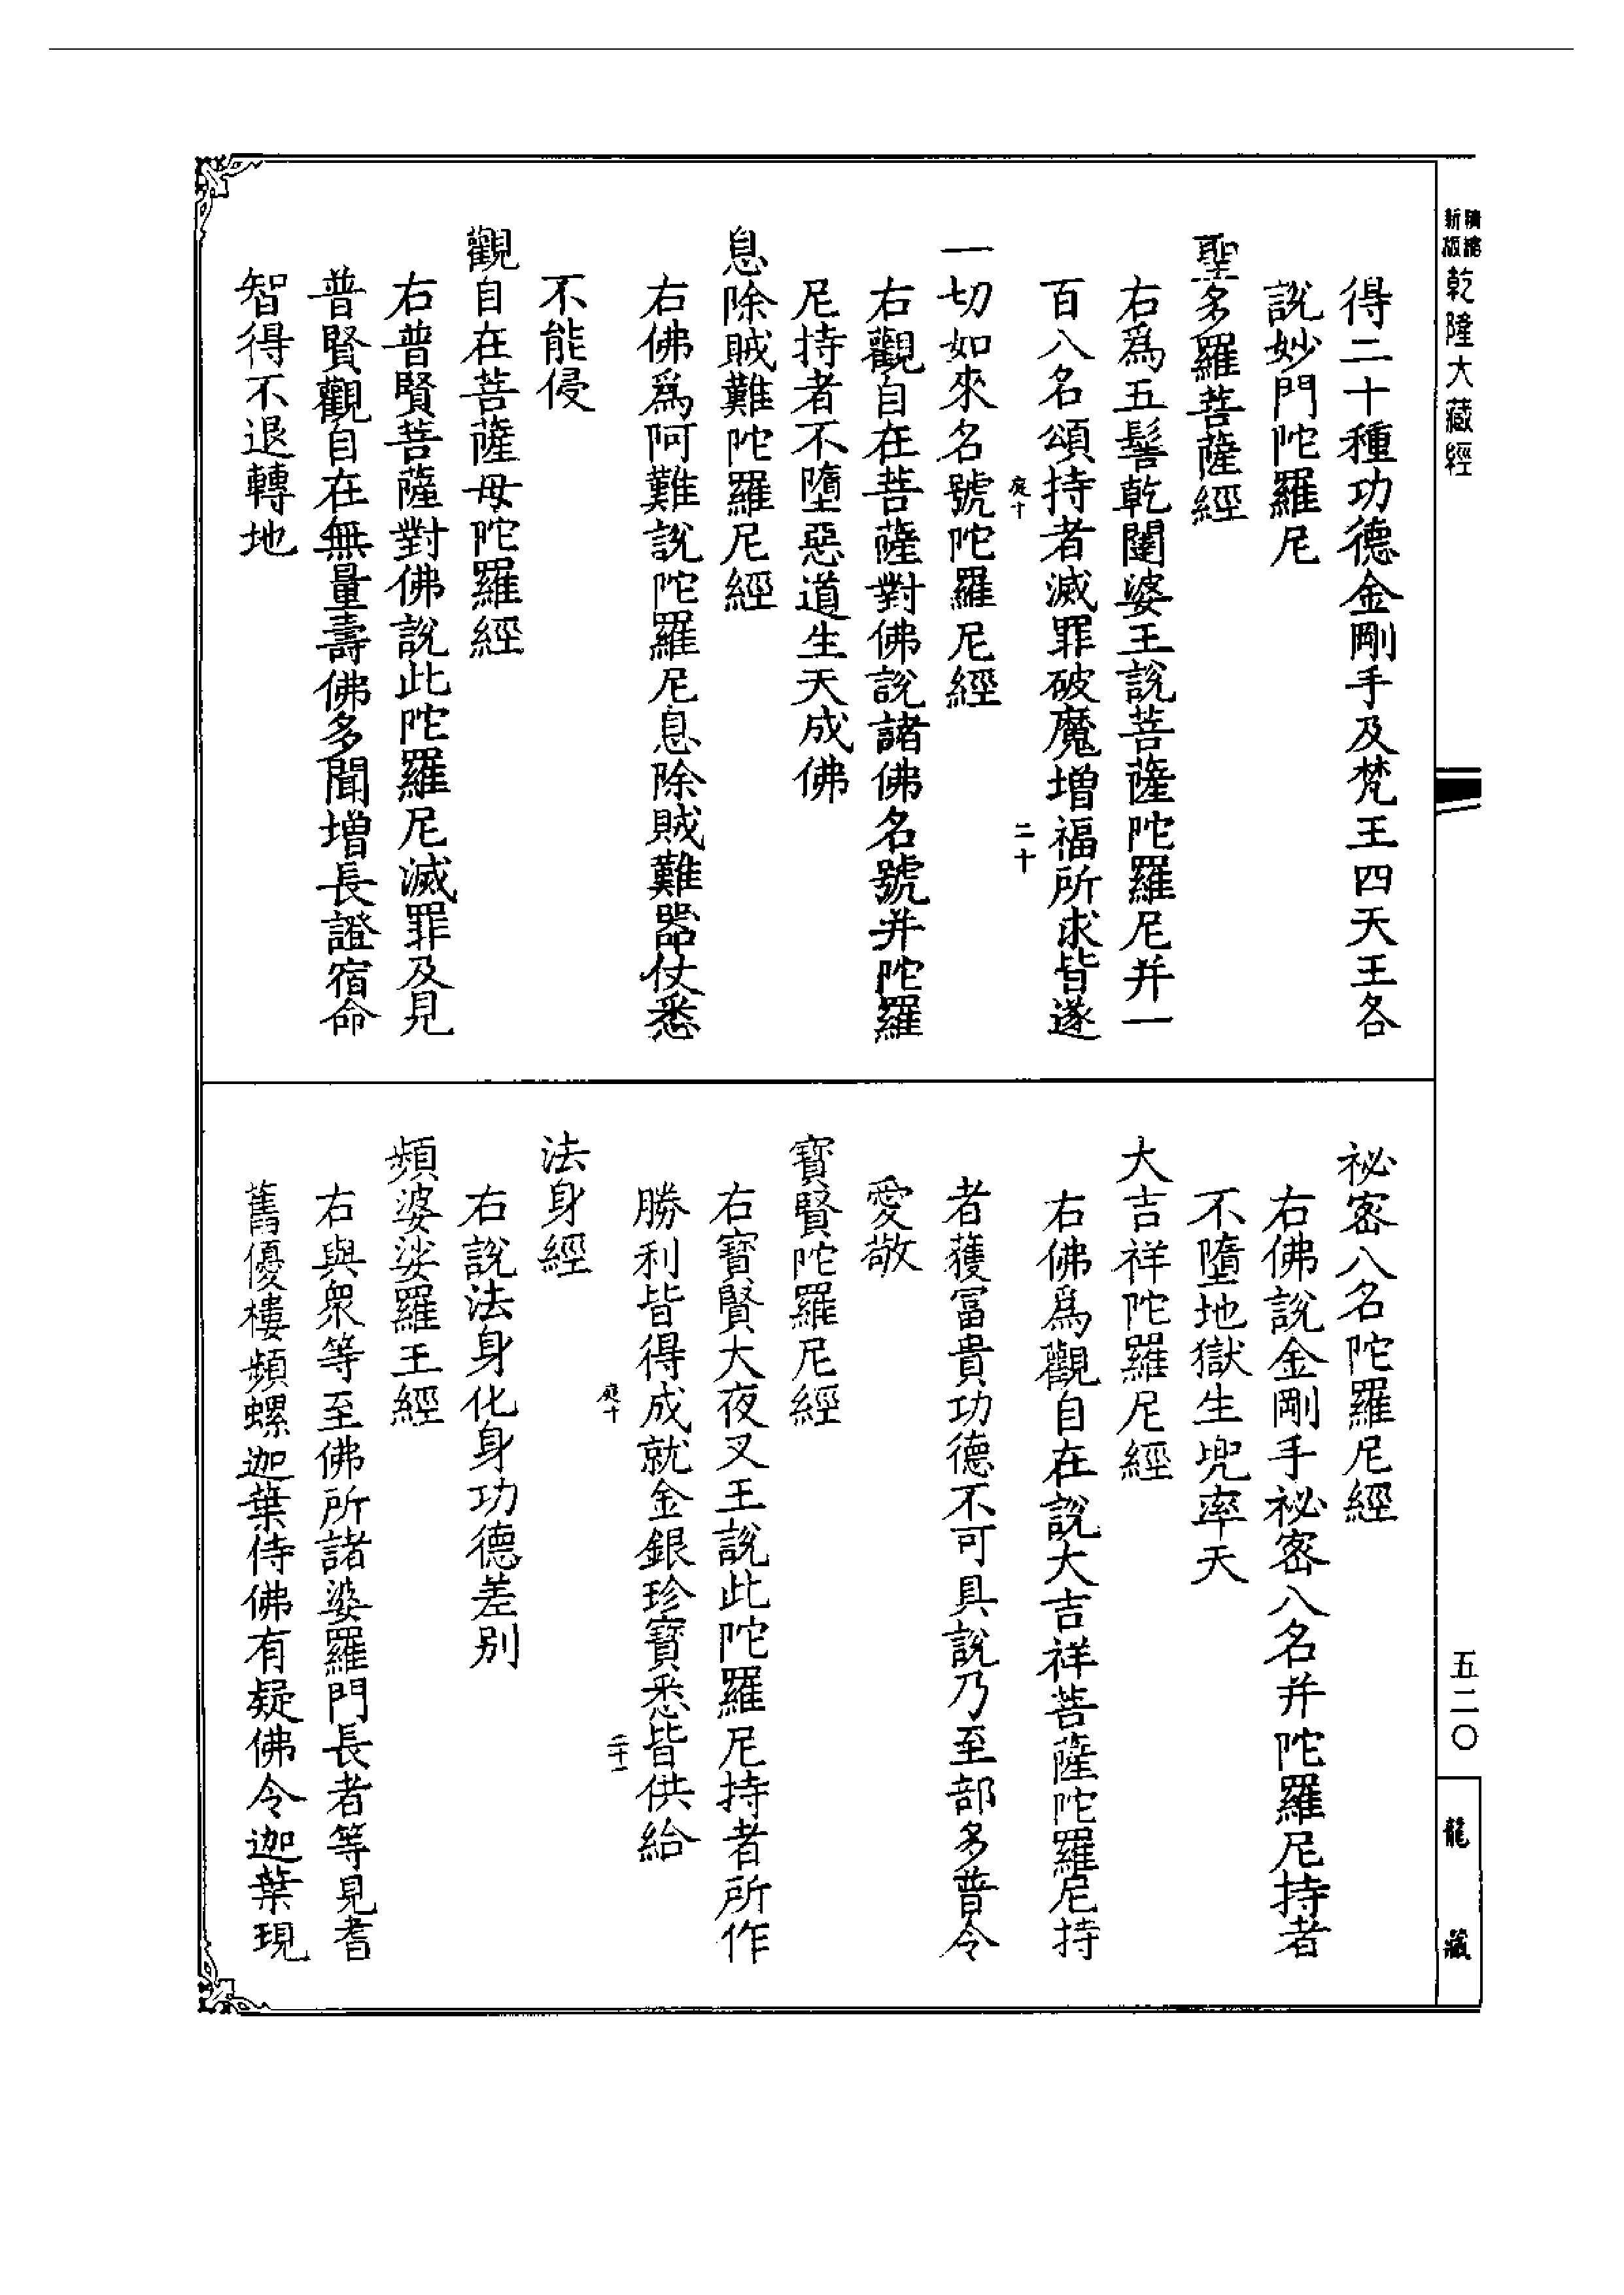 精縮
新版
乾隆大藏經
五二〇
龍藏
得二十種功德金剛手及梵王四天王各
說妙門陀羅尼
聖多羅菩薩經
右爲五髻乾闥婆王說菩薩陀羅尼并一
百八名頌持者滅罪破魔增福所求皆遂
二十
一切如來名號陀羅尼經
右觀自在菩薩對佛說諸佛名號并陀羅
尼持者不墮惡道生天成佛
息除賊難陀羅尼經
右佛爲阿難說陀羅尼息除賊難器仗悉
不能侵
觀自在菩薩母陀羅經
右普賢菩薩對佛說此陀羅尼滅罪及見
普賢觀自在無量壽佛多聞增長證宿命
智得不退轉地
祕密八名陀羅尼經
右佛說金剛手祕密八名并陀羅尼持者
不墮地獄生兜率天
大吉祥陀羅尼經
右佛爲觀自在說大吉祥菩薩陀羅尼持
者獲富貴功德不可具說乃至部多普令
愛敬
寶賢陀羅尼經
右寶賢大夜叉王說此陀羅尼持者所作
勝利皆得成就金銀珍寶悉皆供給
二十一
法身經
右說法身化身功德差別
頻婆娑羅王經
右與衆等至佛所諸婆羅門長者等見耆
舊優樓頻螺迦葉侍佛有疑佛令迦葉現